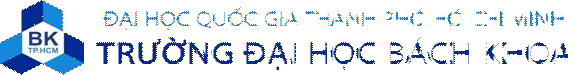 BK
TP.HCM
ĐẠI HỌC QUỐC GIA THÀNH PHỐ HỒ CHÍ MINH
TRƯỜNG ĐẠI HỌC BÁCH KHOA